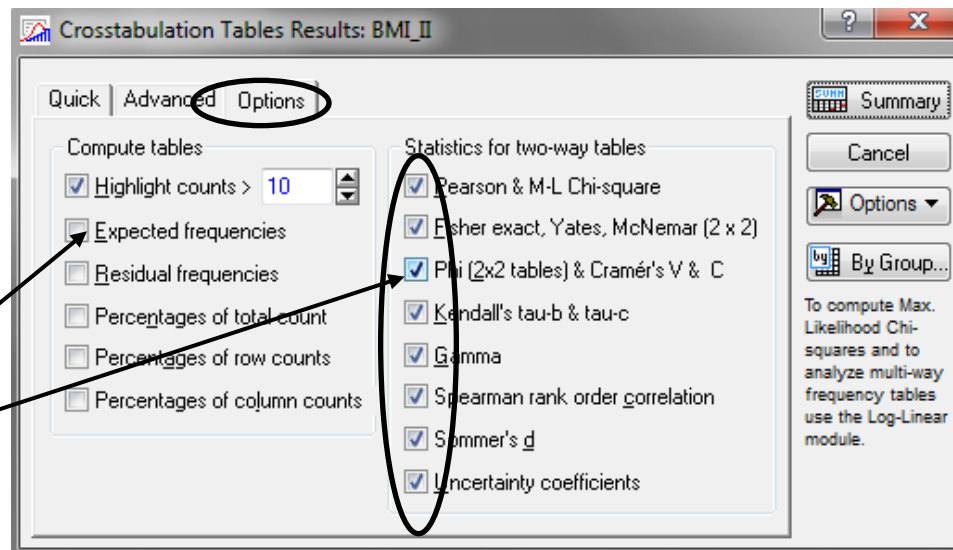 Crosstabulation Tables Results: BMI_II
?
X
Quick
Advanced
Options
Compute tables
Highlight counts > 10
Expected frequencies
Residual frequencies
Percentages of total count
Percentages of row counts
Percentages of column counts
Statistics for two-way tables
Pearson & M-L Chi-square
Fisher exact, Yates, McNemar (2 x 2)
Phi (2x2 tables) & Cramér's V & C
Kendall's tau-b & tau-c
Gamma
Spearman rank order correlation
Sommer's d
Uncertainty coefficients
SUMM Summary
Cancel
Options
by By Group...
To compute Max.
Likelihood Chi-
squares and to
analyze multi-way
frequency tables
use the Log-Linear
module.